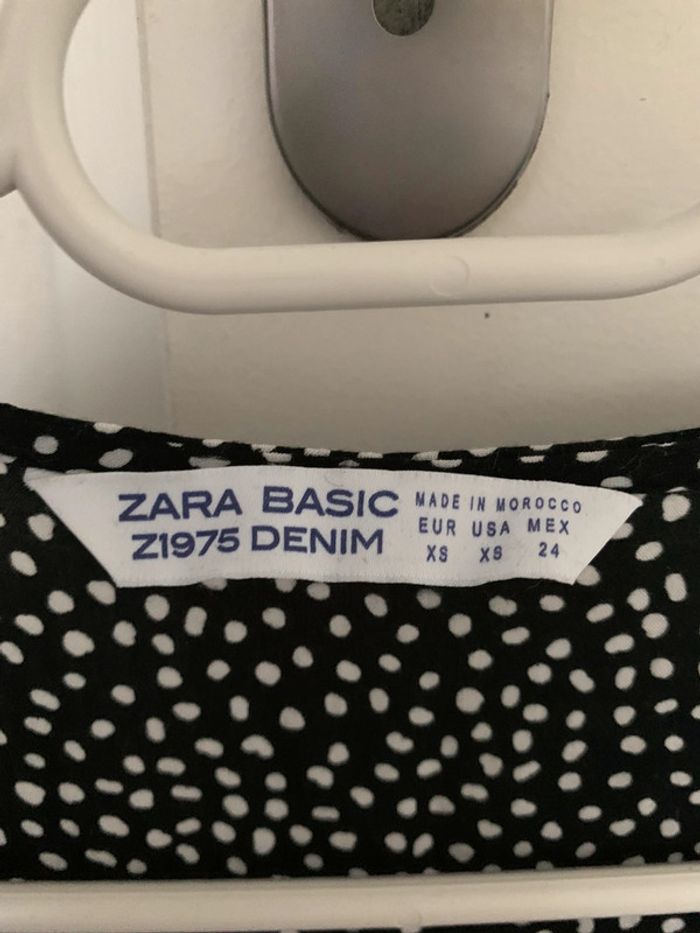 ZARA BASIC
Z1975 DENIM
MADE IN MOROCCO
EUR USA MEX
XS XS 24